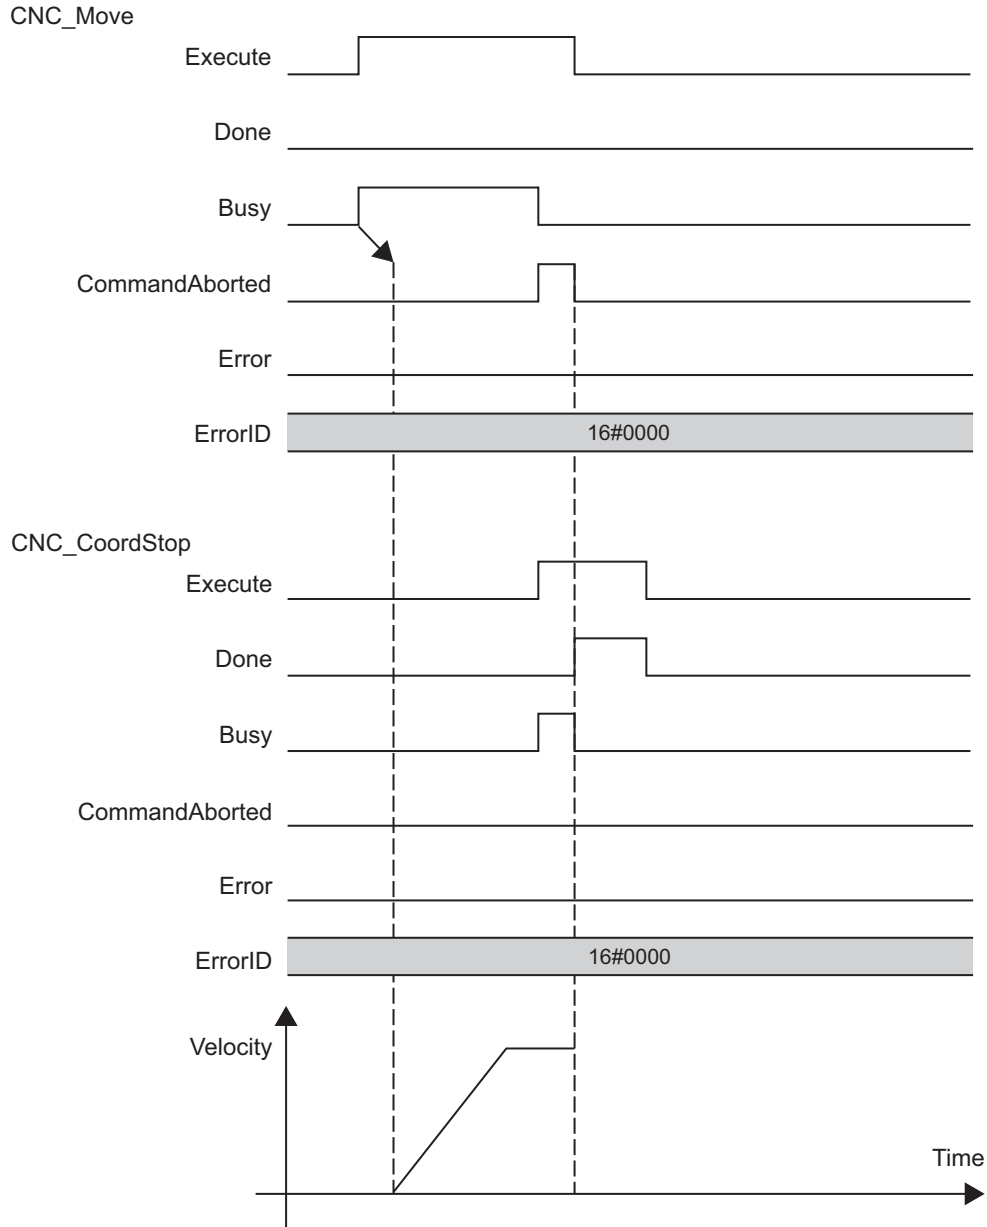 CNC_Move
Execute
Done
Busy
CommandAborted
Error
ErrorID
16#0000
CNC_CoordStop
Execute
Done
Busy
CommandAborted
Error
ErrorID
16#0000
Velocity
Time